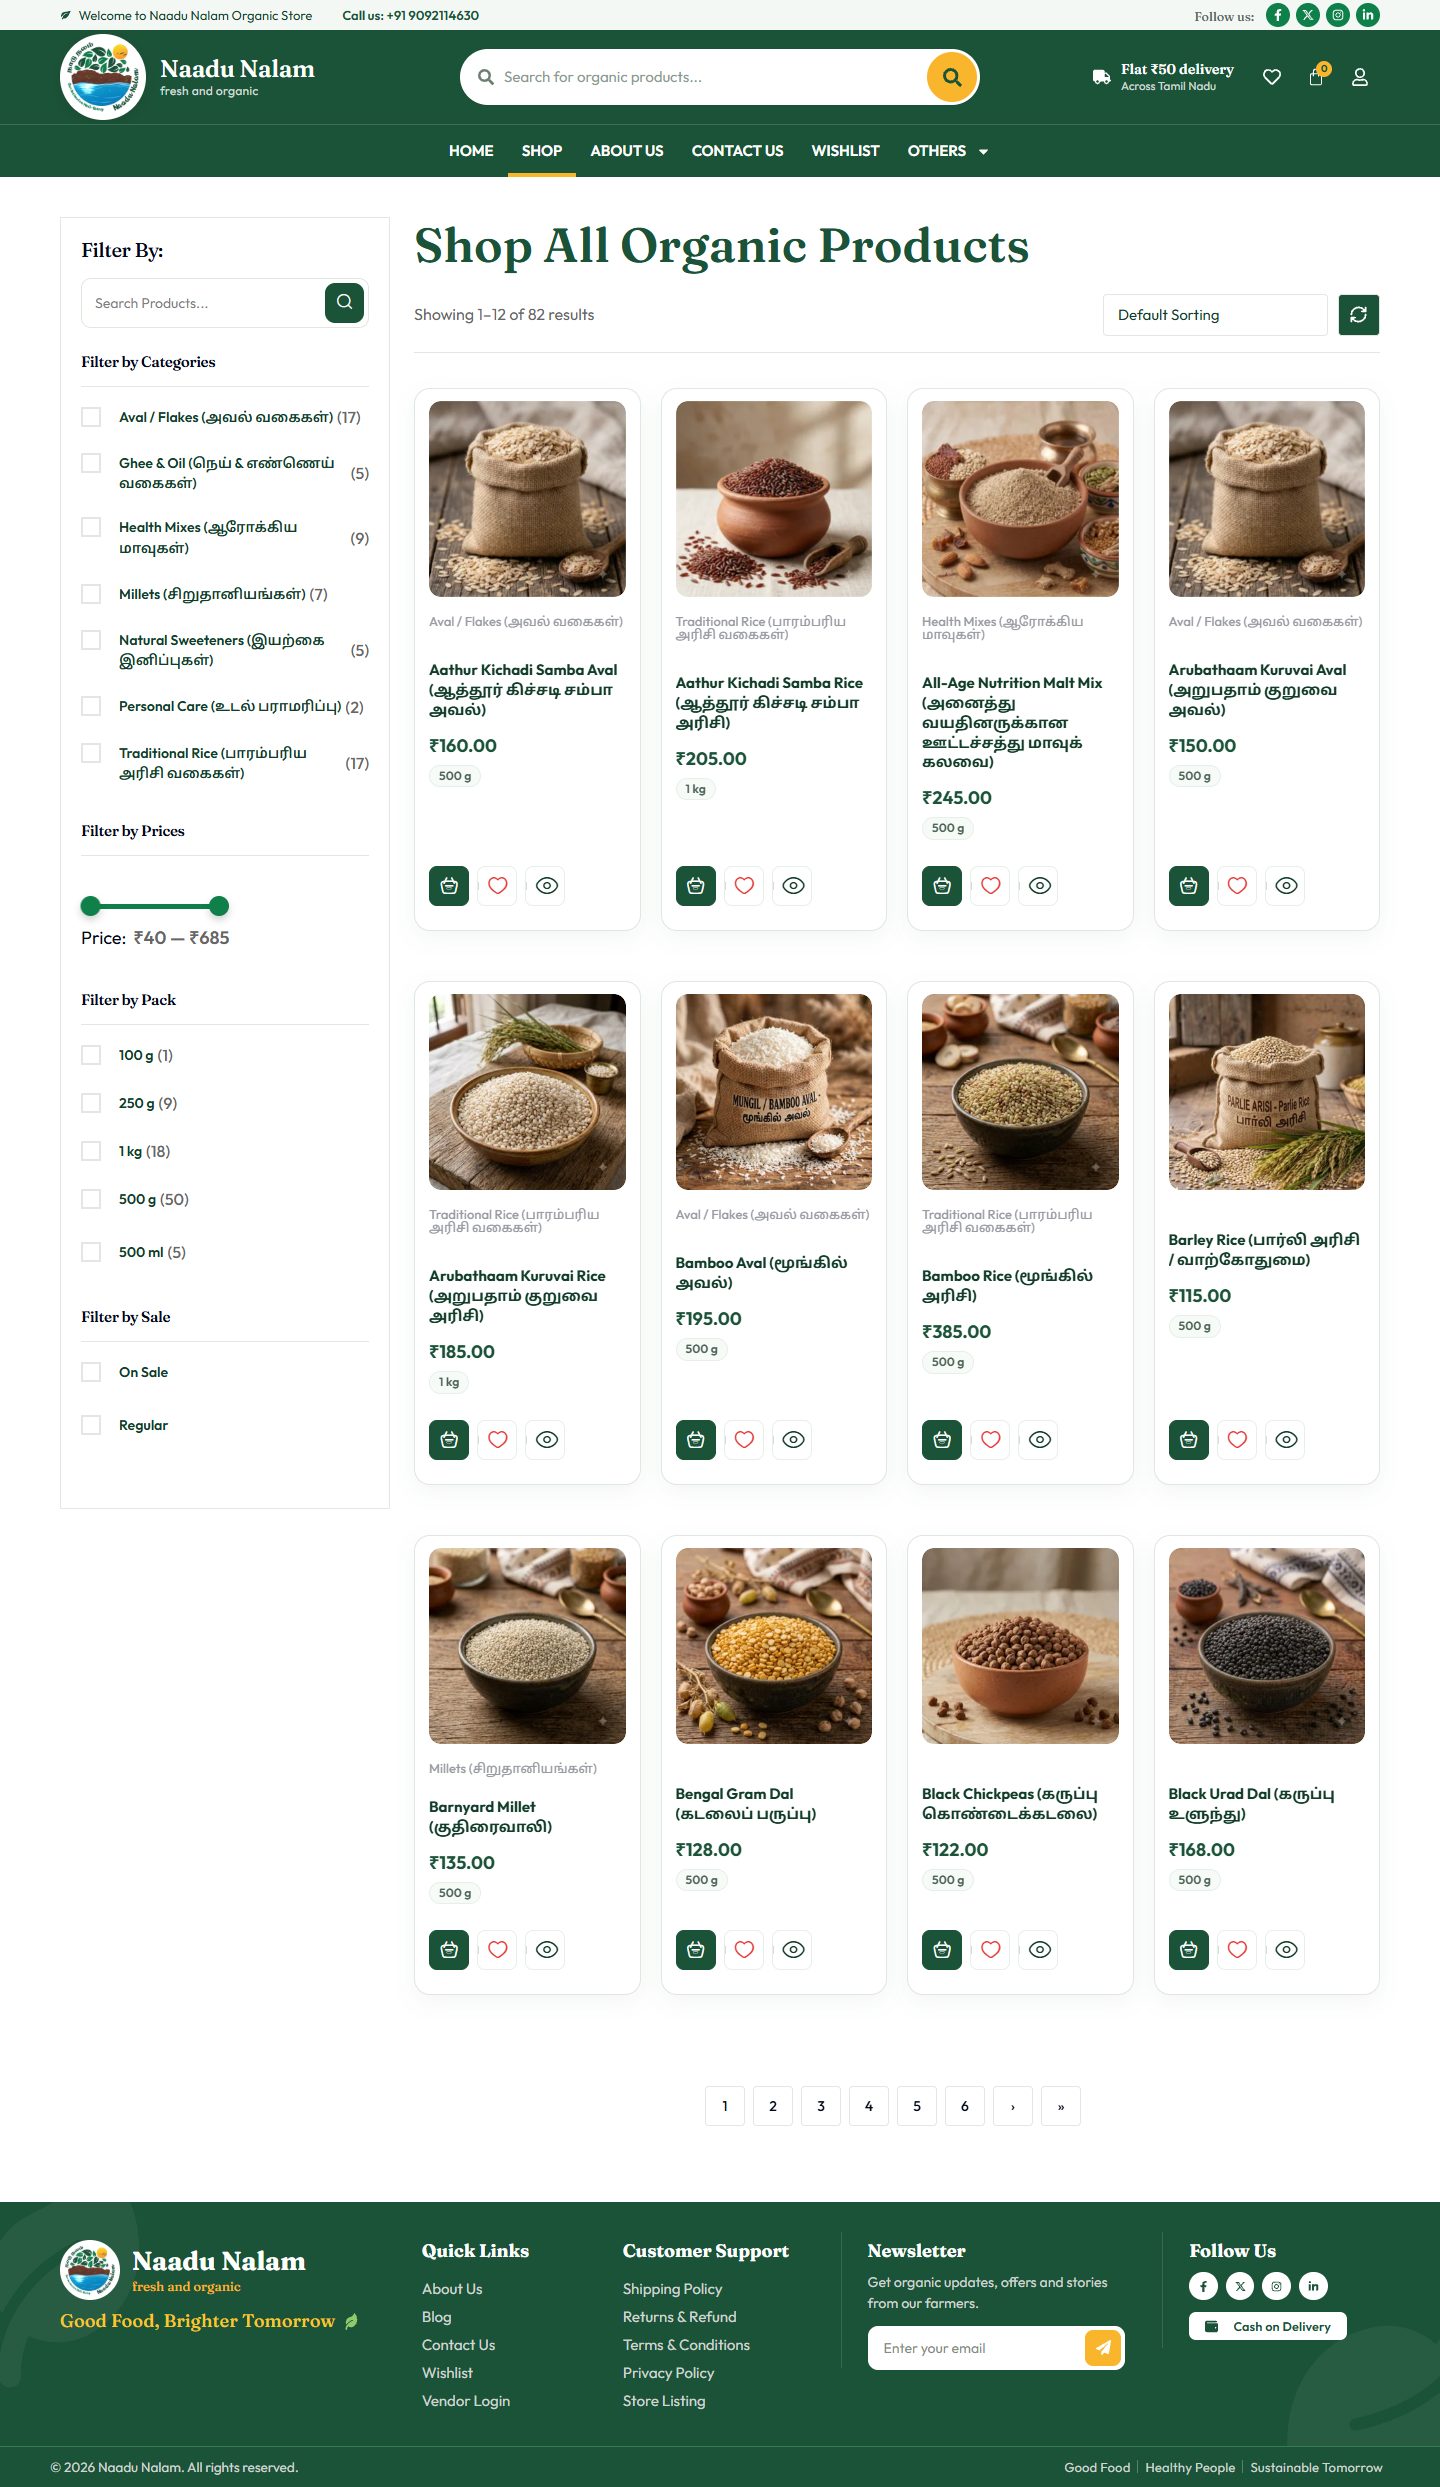 Welcome to Naadu Nalam Organic Store
Call us: +91 9092114630
Follow us:
Naadu Nalam
fresh and organic
Search for organic products...
Flat ₹50 delivery
Across Tamil Nadu
0
HOME
SHOP
ABOUT US
CONTACT US
WISHLIST
OTHERS
Filter By:
Search Products...
Filter by Categories
Aval / Flakes (அவல் வகைகள்) (17)
Ghee & Oil (நெய் & எண்ணெய்
வகைகள்) (5)
Health Mixes (ஆரோக்கிய
மாவுகள்) (9)
Millets (சிறுதானியங்கள்) (7)
Natural Sweeteners (இயற்கை
இனிப்புகள்) (5)
Personal Care (உடல் பராமரிப்பு) (2)
Traditional Rice (பாரம்பரிய
அரிசி வகைகள்) (17)
Filter by Prices
Price: ₹40 — ₹685
Filter by Pack
100 g (1)
250 g (9)
1 kg (18)
500 g (50)
500 ml (5)
Filter by Sale
On Sale
Regular
Shop All Organic Products
Showing 1–12 of 82 results
Default Sorting
Aval / Flakes (அவல் வகைகள்)
Aathur Kichadi Samba Aval
(ஆத்தூர் கிச்சடி சம்பா
அவல்)
₹160.00
500 g
Traditional Rice (பாரம்பரிய
அரிசி வகைகள்)
Aathur Kichadi Samba Rice
(ஆத்தூர் கிச்சடி சம்பா
அரிசி)
₹205.00
1 kg
Health Mixes (ஆரோக்கிய
மாவுகள்)
All-Age Nutrition Malt Mix
(அனைத்து
வயதினருக்கான
ஊட்டச்சத்து மாவுக்
கலவை)
₹245.00
500 g
Aval / Flakes (அவல் வகைகள்)
Arubathaam Kuruvai Aval
(அறுபதாம் குறுவை
அவல்)
₹150.00
500 g
Traditional Rice (பாரம்பரிய
அரிசி வகைகள்)
Arubathaam Kuruvai Rice
(அறுபதாம் குறுவை
அரிசி)
₹185.00
1 kg
MUNGIL / BAMBOO AVAL -
மூங்கில் அவல்
Aval / Flakes (அவல் வகைகள்)
Bamboo Aval (மூங்கில்
அவல்)
₹195.00
500 g
Traditional Rice (பாரம்பரிய
அரிசி வகைகள்)
Bamboo Rice (மூங்கில்
அரிசி)
₹385.00
500 g
PARLIE ARISI - Parlie Rice
பார்லி அரிசி
Barley Rice (பார்லி அரிசி
/ வாற்கோதுமை)
₹115.00
500 g
Millets (சிறுதானியங்கள்)
Barnyard Millet
(குதிரைவாலி)
₹135.00
500 g
Bengal Gram Dal
(கடலைப் பருப்பு)
₹128.00
500 g
Black Chickpeas (கருப்பு
கொண்டைக்கடலை)
₹122.00
500 g
Black Urad Dal (கருப்பு
உளுந்து)
₹168.00
500 g
1 2 3 4 5 6 › »
Naadu Nalam
fresh and organic
Good Food, Brighter Tomorrow
Quick Links
About Us
Blog
Contact Us
Wishlist
Vendor Login
Customer Support
Shipping Policy
Returns & Refund
Terms & Conditions
Privacy Policy
Store Listing
Newsletter
Get organic updates, offers and stories
from our farmers.
Enter your email
Follow Us
Cash on Delivery
© 2026 Naadu Nalam. All rights reserved.
Good Food | Healthy People | Sustainable Tomorrow